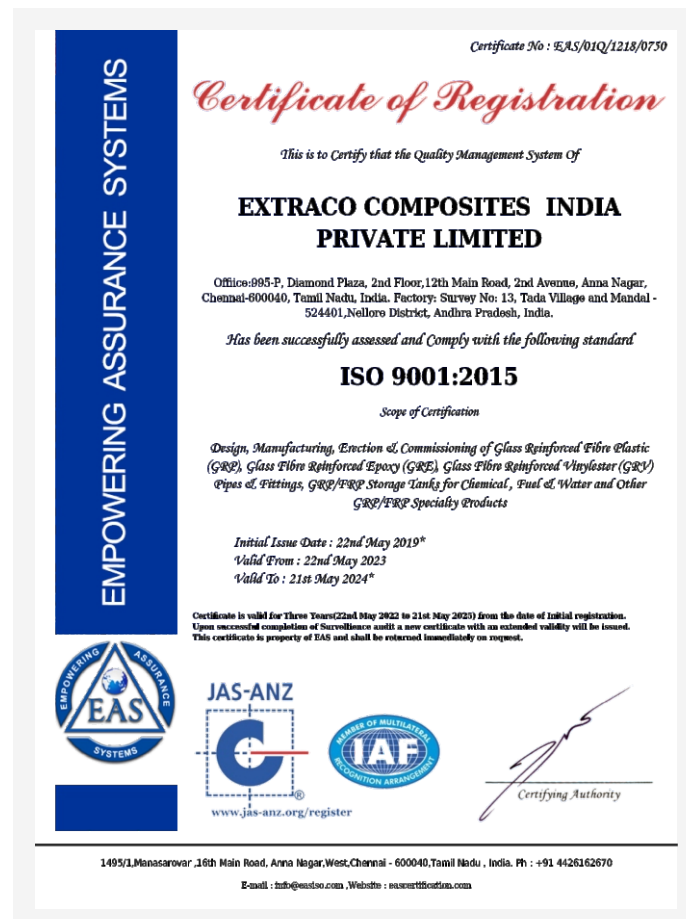 Certificate No : EAS/01Q/1218/0750
Certificate of Registration
This is to Certify that the Quality Management System Of
EXTRACO COMPOSITES INDIA
PRIVATE LIMITED
Offiice:995-P, Diamond Plaza, 2nd Floor,12th Main Road, 2nd Avenue, Anna Nagar,
Chennai-600040, Tamil Nadu, India. Factory: Survey No: 13, Tada Village and Mandal -
524401,Nellore District, Andhra Pradesh, India.
Has been successfully assessed and Comply with the following standard
ISO 9001:2015
Scope of Certification
Design, Manufacturing, Erection & Commissioning of Glass Reinforced Fibre Plastic
(GRP), Glass Fibre Reinforced Epoxy (GRE), Glass Fibre Reinforced Vinylester (GRV)
Pipes & Fittings, GRP/FRP Storage Tanks for Chemical , Fuel & Water and Other
GRP/FRP Specialty Products
Initial Issue Date : 22nd May 2019*
Valid From : 22nd May 2023
Valid To : 21st May 2024*
Certificate is valid for Three Years(22nd May 2022 to 21st May 2025) from the date of Initial registration.
Upon successful completion of Survellience audit a new certificate with an extended validity will be issued.
This certificate is property of EAS and shall be returned immediately on request.
EMPOWERING ASSURANCE SYSTEMS
EMPOWERING ASSURANCE
EAS
SYSTEMS
JAS-ANZ
C
®
www.jas-anz.org/register
MEMBER OF MULTILATERAL
IAF
RECOGNITION ARRANGEMENT
Certifying Authority
1495/1,Manasarovar ,16th Main Road, Anna Nagar,West,Chennai - 600040,Tamil Nadu , India. Ph : +91 4426162670
E-mail : info@easiso.com ,Website : eascertification.com